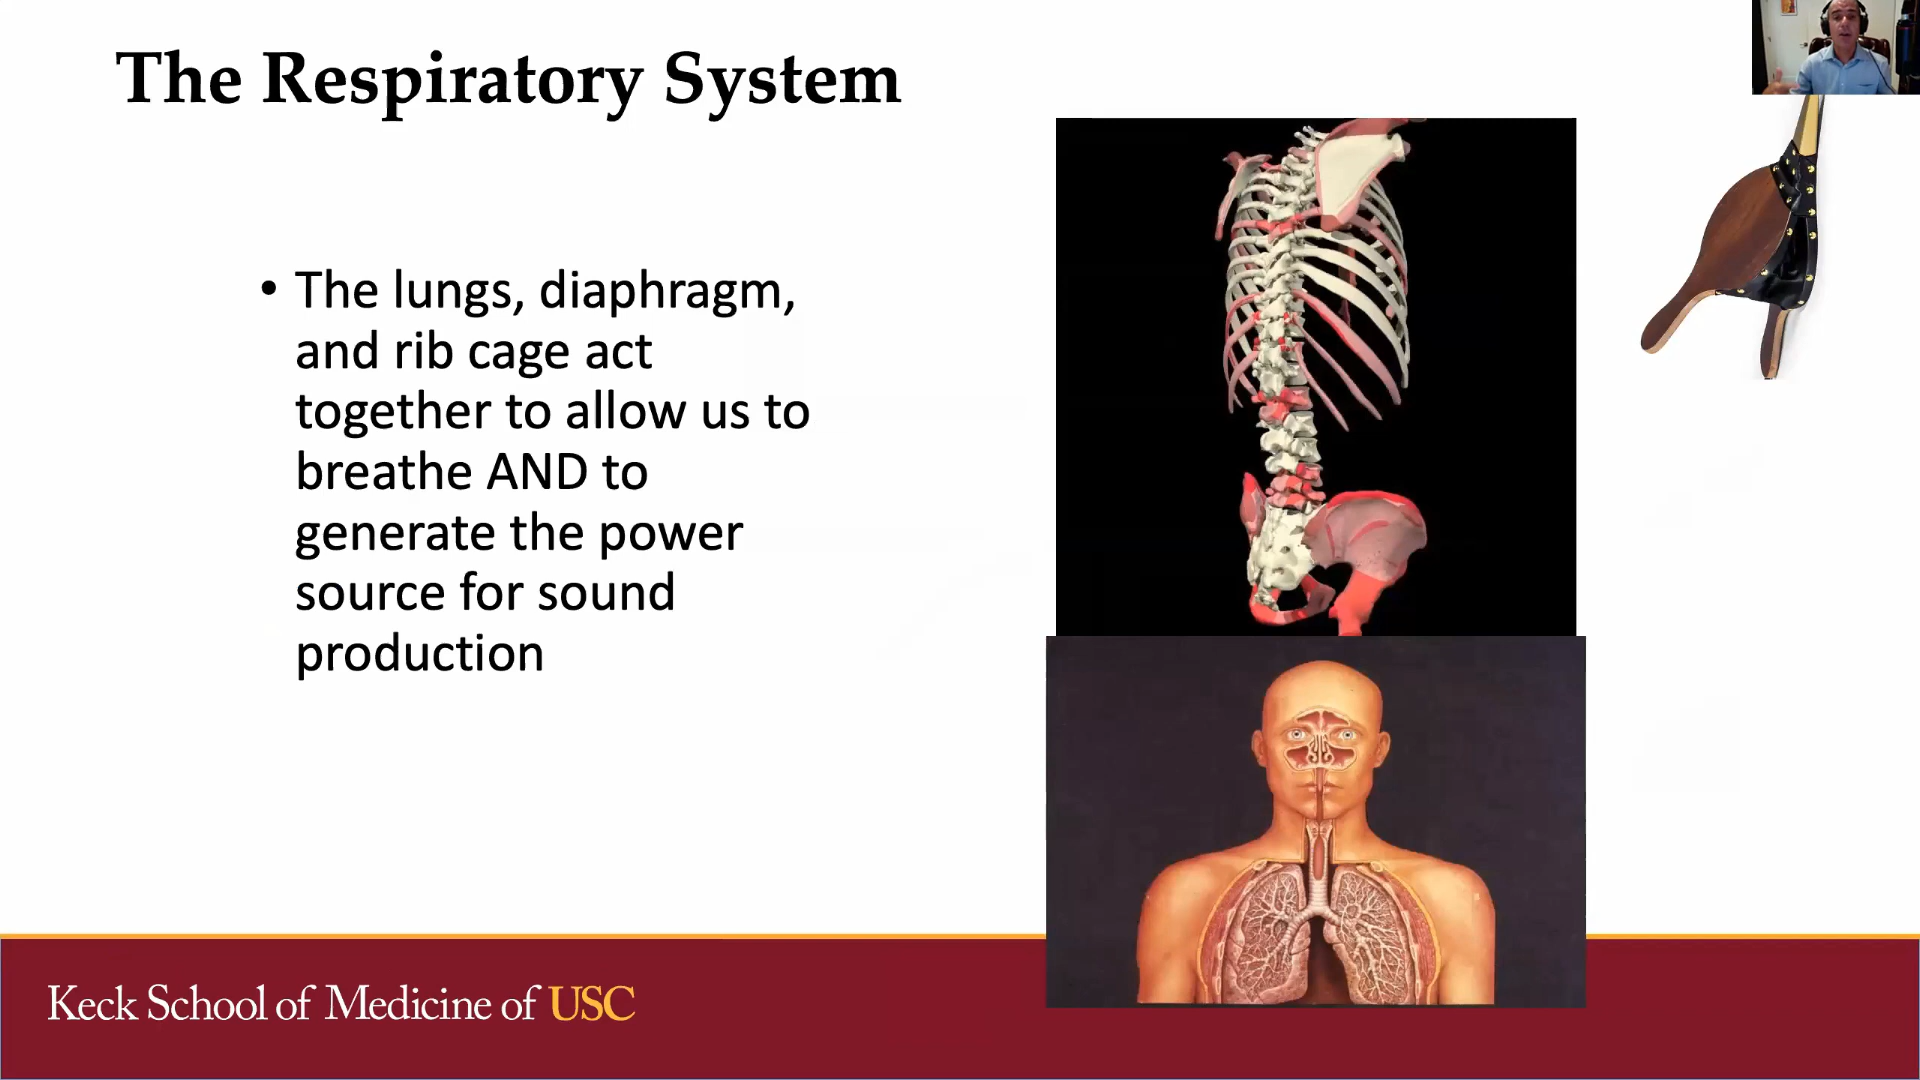 The Respiratory System
• The lungs, diaphragm,
and rib cage act
together to allow us to
breathe AND to
generate the power
source for sound
production
Keck School of Medicine of USC